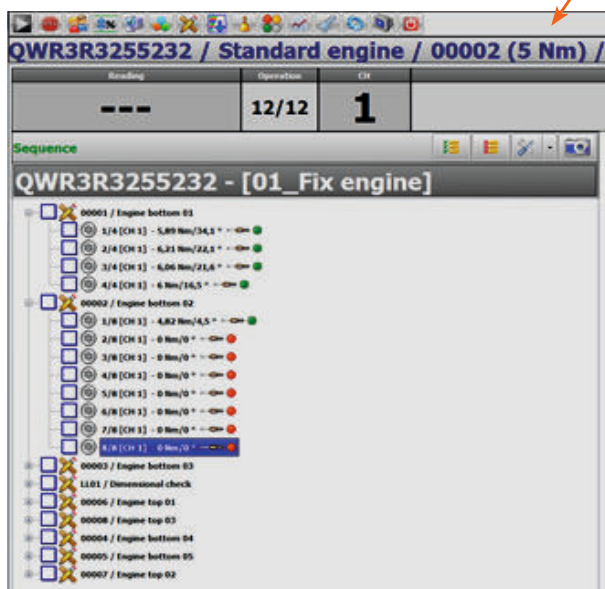 QWR3R3255232 / Standard engine / 00002 (5 Nm) /
Reading Operation CH
--- 12/12 1
Sequence
QWR3R3255232 - [01_Fix engine]
00001 / Engine bottom 01
1/4 [CH 1] - 5,89 Nm/34,1 °
2/4 [CH 1] - 6,21 Nm/22,1 °
3/4 [CH 1] - 6,06 Nm/21,6 °
4/4 [CH 1] - 6 Nm/16,5 °
00002 / Engine bottom 02
1/8 [CH 1] - 4,82 Nm/4,5 °
2/8 [CH 1] - 0 Nm/0 °
3/8 [CH 1] - 0 Nm/0 °
4/8 [CH 1] - 0 Nm/0 °
5/8 [CH 1] - 0 Nm/0 °
6/8 [CH 1] - 0 Nm/0 °
7/8 [CH 1] - 0 Nm/0 °
8/8 [CH 1] - 0 Nm/0 °
00003 / Engine bottom 03
LL01 / Dimensional check
00006 / Engine top 01
00008 / Engine top 03
00004 / Engine bottom 04
00005 / Engine bottom 05
00007 / Engine top 02